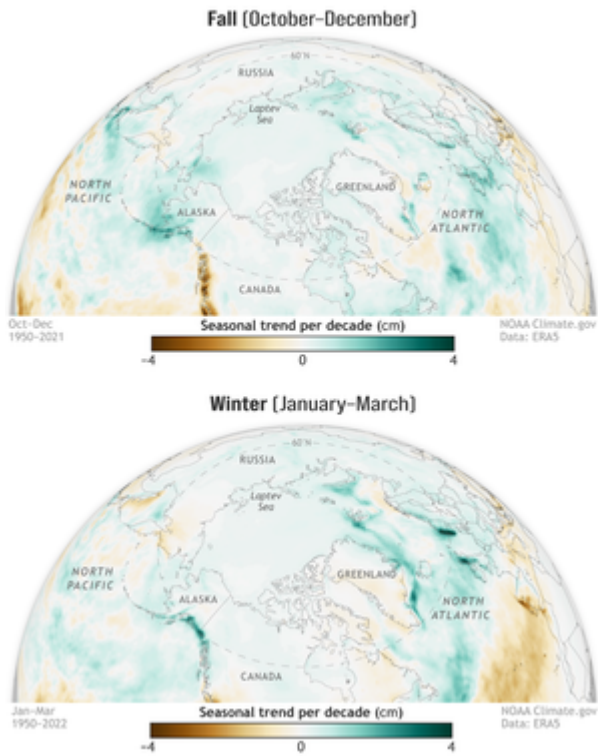 Fall (October–December)
60°N
RUSSIA
Laptev
Sea
NORTH
PACIFIC
GREENLAND
ALASKA
NORTH
ATLANTIC
CANADA
Oct–Dec
1950–2021
Seasonal trend per decade (cm)
NOAA Climate.gov
Data: ERA5
-4
0
4
Winter (January–March)
60°N
RUSSIA
Laptev
Sea
NORTH
PACIFIC
GREENLAND
ALASKA
NORTH
ATLANTIC
CANADA
Jan–Mar
1950–2022
Seasonal trend per decade (cm)
NOAA Climate.gov
Data: ERA5
-4
0
4